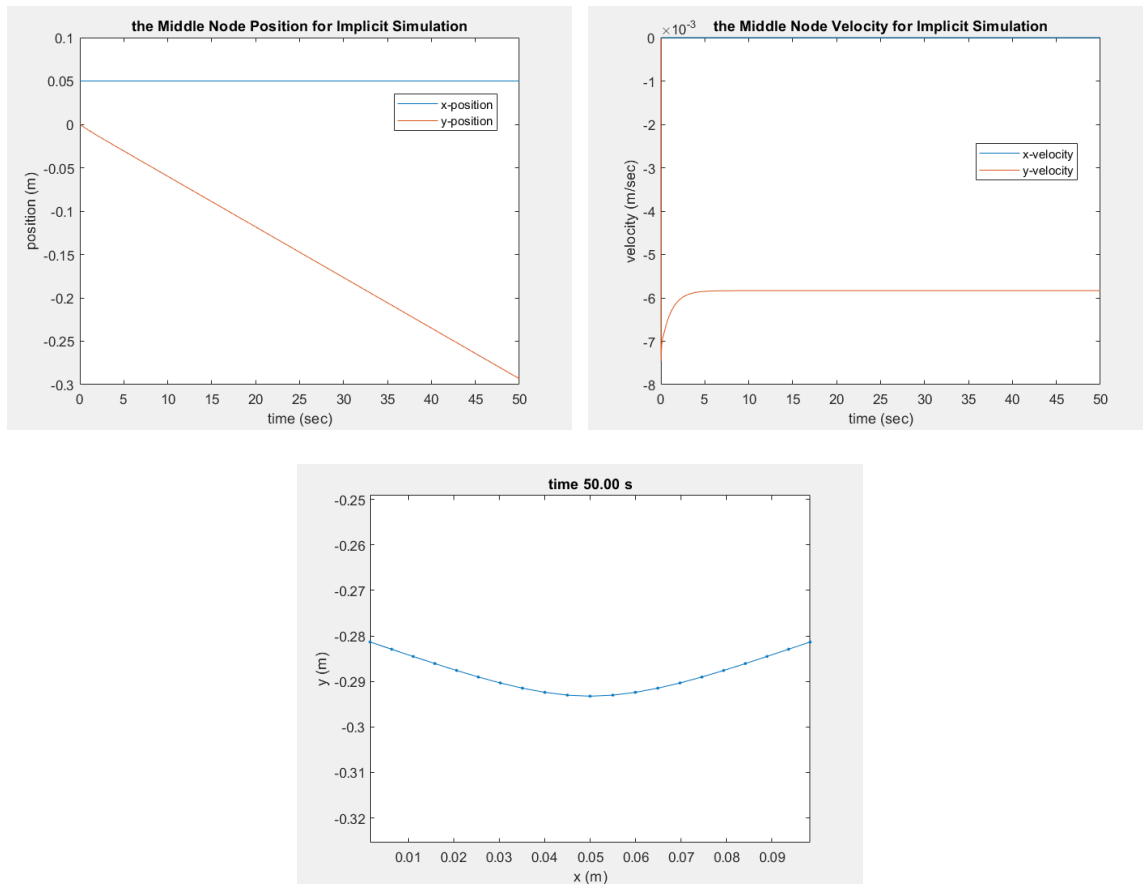 the Middle Node Position for Implicit Simulation
0.1
0.05
0
-0.05
-0.1
-0.15
-0.2
-0.25
-0.3
position (m)
x-position
y-position
0 5 10 15 20 25 30 35 40 45 50
time (sec)
the Middle Node Velocity for Implicit Simulation
×10⁻³
0
-1
-2
-3
-4
-5
-6
-7
-8
velocity (m/sec)
x-velocity
y-velocity
0 5 10 15 20 25 30 35 40 45 50
time (sec)
time 50.00 s
-0.25
-0.26
-0.27
-0.28
-0.29
-0.3
-0.31
-0.32
y (m)
0.01 0.02 0.03 0.04 0.05 0.06 0.07 0.08 0.09
x (m)